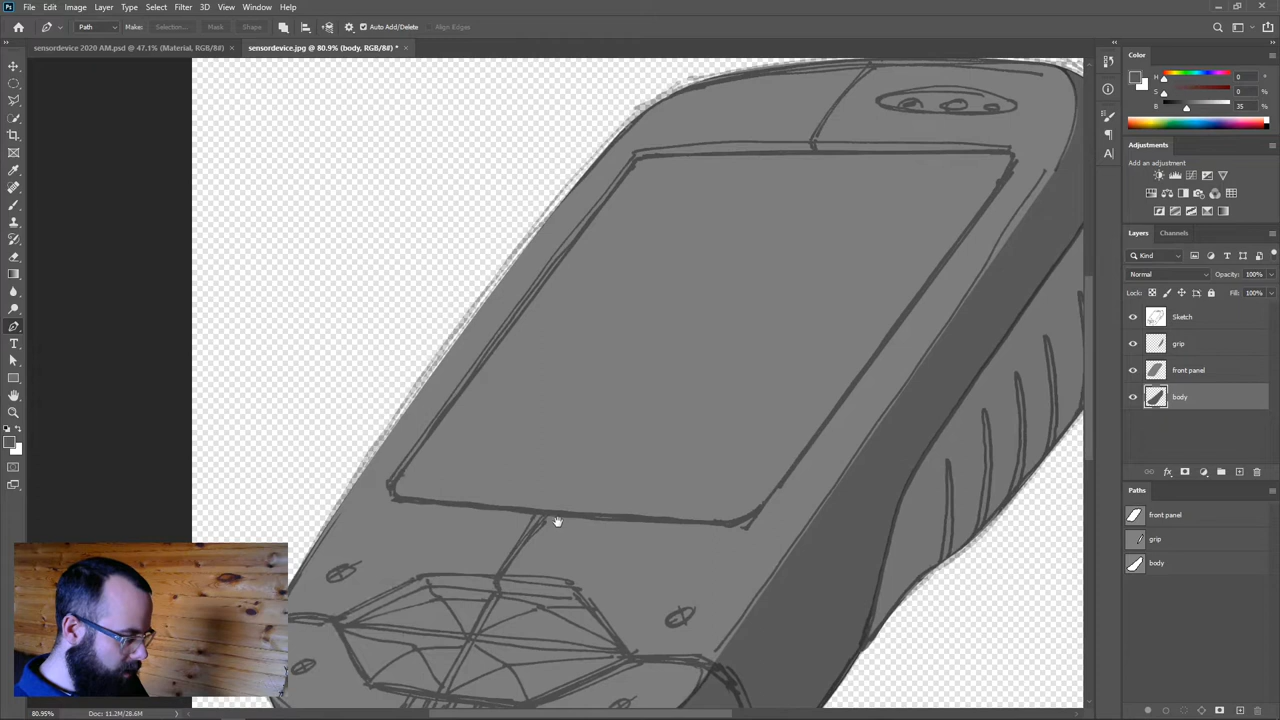 File Edit Image Layer Type Select Filter 3D View Window Help
Path Make: Selection... Mask Shape Auto Add/Delete Align Edges
sensordevice 2020 AM.psd @ 47.1% (Material, RGB/8#) × sensordevice.jpg @ 80.9% (body, RGB/8#) * ×
Color
H 0 °
S 0 %
B 35 %
Adjustments
Add an adjustment
Layers Channels
Kind
Normal Opacity: 100%
Lock: Fill: 100%
Sketch
grip
front panel
body
Paths
front panel
grip
body
80.95% Doc: 11.2M/28.6M